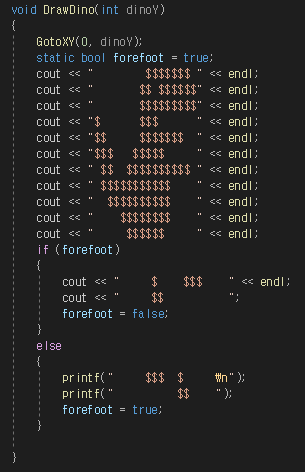 void DrawDino(int dinoY)
{
    GotoXY(0, dinoY);
    static bool forefoot = true;
    cout << "        $$$$$$$ " << endl;
    cout << "       $$ $$$$$$" << endl;
    cout << "       $$$$$$$$$" << endl;
    cout << "$      $$$      " << endl;
    cout << "$$     $$$$$$$  " << endl;
    cout << "$$$   $$$$$     " << endl;
    cout << " $$  $$$$$$$$$$ " << endl;
    cout << " $$$$$$$$$$$    " << endl;
    cout << "  $$$$$$$$$$    " << endl;
    cout << "    $$$$$$$$    " << endl;
    cout << "     $$$$$$     " << endl;
    if (forefoot)
    {
        cout << "     $    $$$    " << endl;
        cout << "     $$          ";
        forefoot = false;
    }
    else
    {
        printf("     $$$  $     ₩n");
        printf("          $$    ");
        forefoot = true;
    }

}